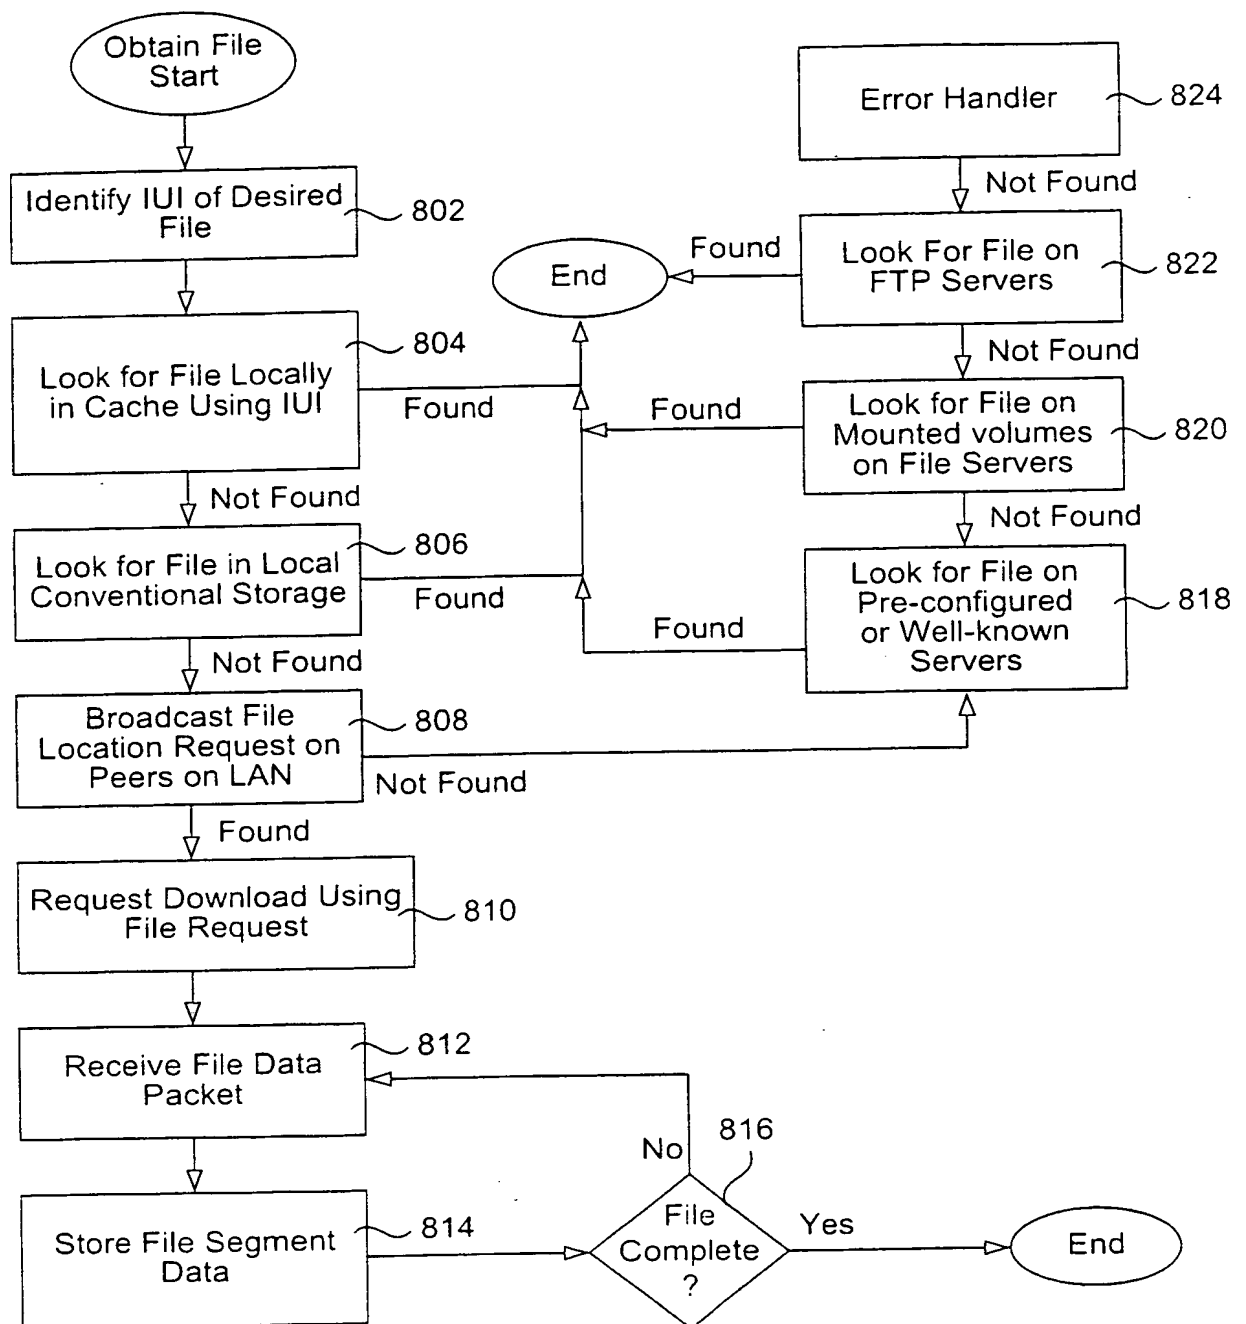 Obtain File
Start
Identify IUI of Desired
File
802
Look for File Locally
in Cache Using IUI
804
Found
Not Found
Look for File in Local
Conventional Storage
806
Found
Not Found
Broadcast File
Location Request on
Peers on LAN
808
Not Found
Found
Request Download Using
File Request
810
Receive File Data
Packet
812
Store File Segment
Data
814
File
Complete
?
816
No
Yes
End
Error Handler
824
Not Found
Look For File on
FTP Servers
822
Found
End
Not Found
Look for File on
Mounted volumes
on File Servers
820
Found
Not Found
Look for File on
Pre-configured
or Well-known
Servers
818
Found